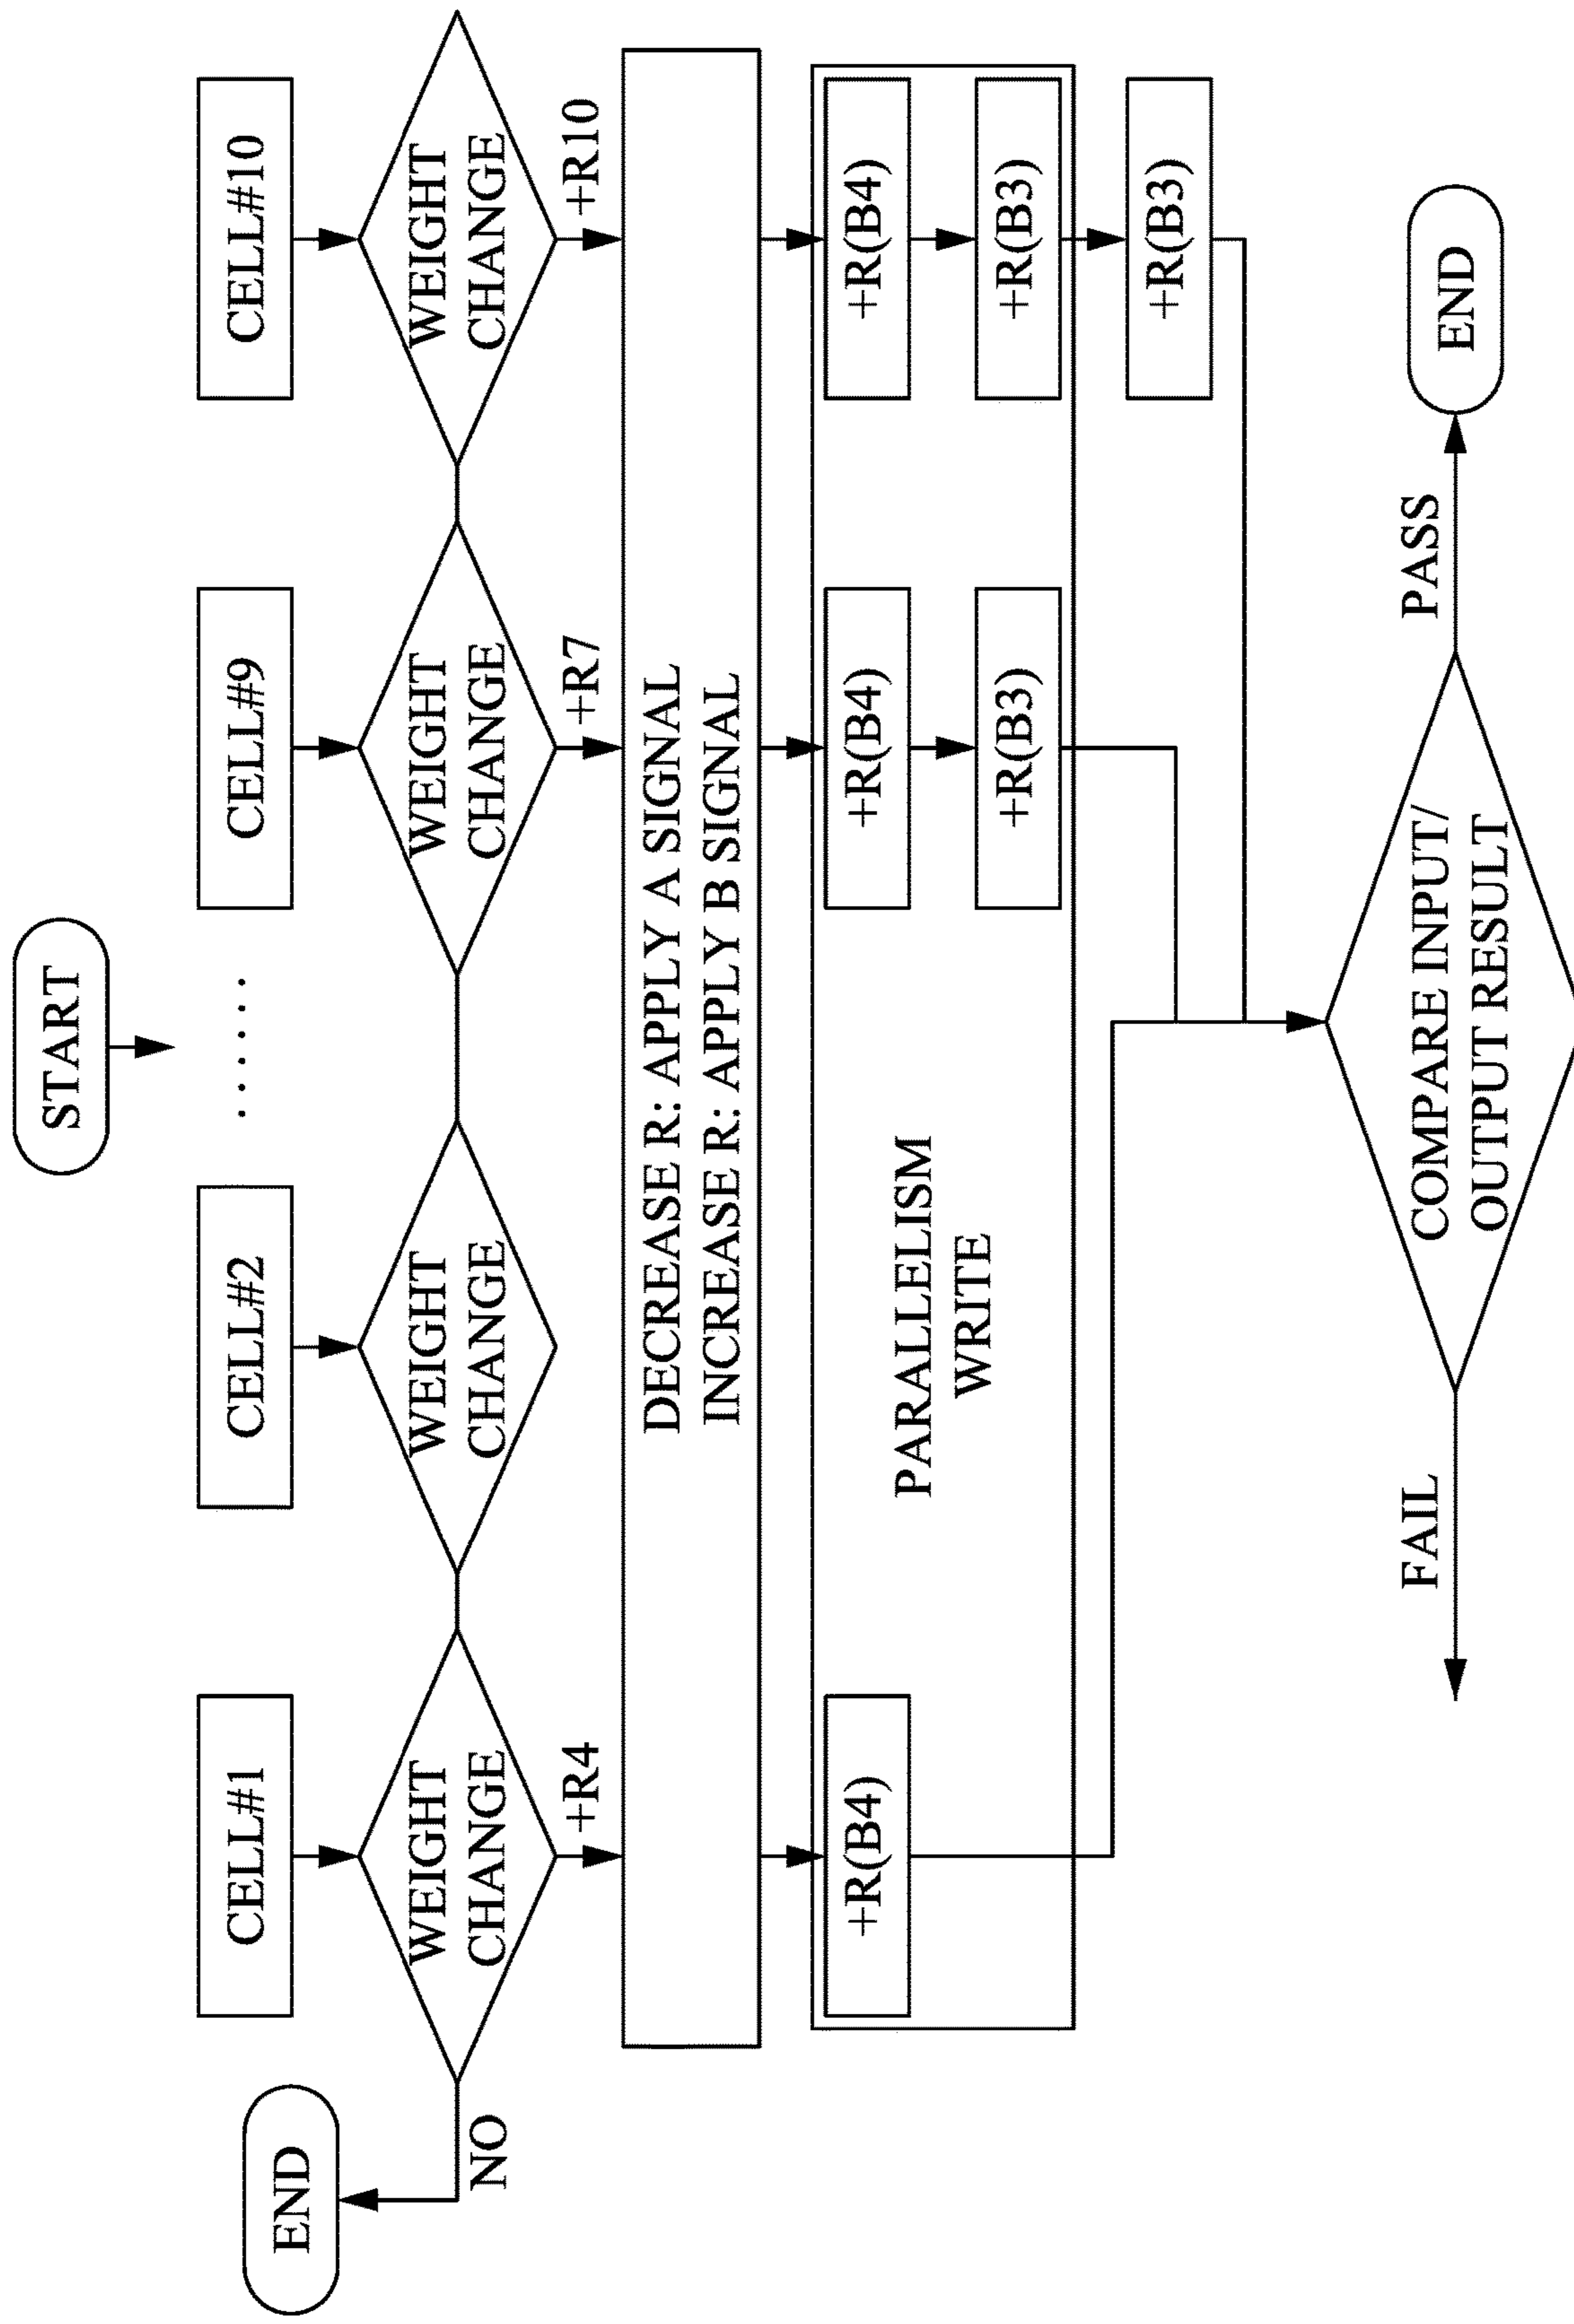 START
CELL#1
CELL#2
......
CELL#9
CELL#10
END
NO
WEIGHT
CHANGE
WEIGHT
CHANGE
WEIGHT
CHANGE
WEIGHT
CHANGE
+R4
+R7
+R10
DECREASE R: APPLY A SIGNAL
INCREASE R: APPLY B SIGNAL
+R(B4)
PARALLELISM
WRITE
+R(B4)
+R(B4)
+R(B3)
+R(B3)
+R(B3)
FAIL
COMPARE INPUT/
OUTPUT RESULT
PASS
END